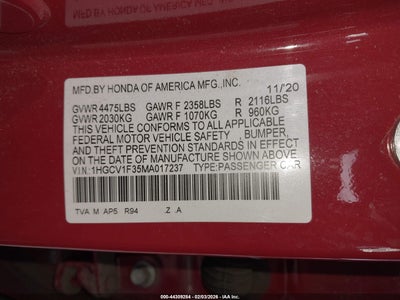 MFD.BY HONDA OF AMERICA MFG.,INC. 11/20
GVWR 4475LBS GAWR F 2358LBS R 2116LBS
GVWR 2030KG GAWR F 1070KG R 960KG
THIS VEHICLE CONFORMS TO ALL APPLICABLE
FEDERAL MOTOR VEHICLE SAFETY , BUMPER,
AND THEFT PREVENTION STANDARDS IN EFFECT
ON THE DATE OF MANUFACTURE SHOWN ABOVE.
V.I.N:1HGCV1F35MA017237 TYPE:PASSENGER CAR
TVA M AP5 R94 Z .A
000-44309284 - 02/03/2026 - IAA Inc.